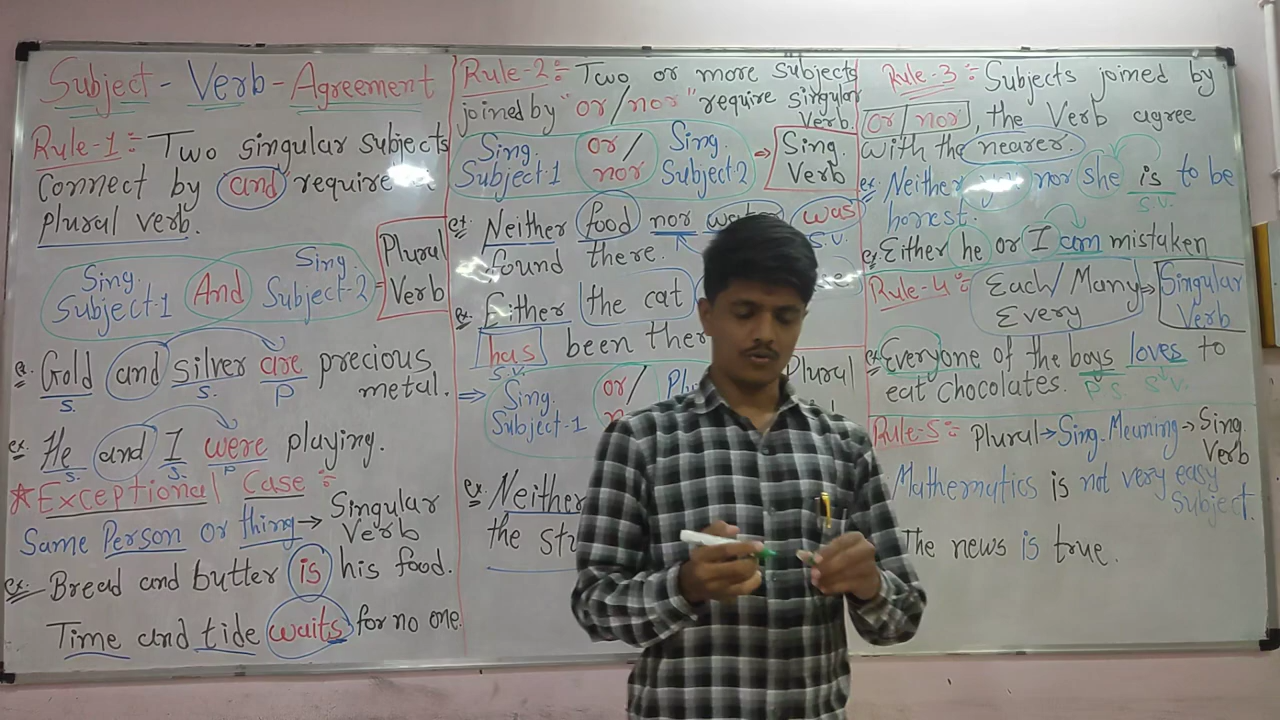 Subject - Verb - Agreement
Rule-1 :- Two singular subjects
connect by and require a
plural verb.
Sing. Subject-1 And Sing. Subject-2 = Plural Verb
ex. Gold and silver are precious
S. S. P
metal.
ex. He and I were playing.
S. S. P
*Exceptional Case :-
Same Person or thing → Singular Verb
ex. Bread and butter is his food.
Time and tide waits for no one.
Rule-2 :- Two or more subjects
joined by "or/nor" require singular
verb.
Sing. Subject-1 or/nor Sing. Subject-2 ⇒ Sing. Verb
ex. Neither food nor was
S.V.
found there.
ex. Either the cat
has been
S.V.
⇒ Sing. Subject-1 or/ Plural
ex. Neither
the
Rule-3 :- Subjects joined by
or/nor, the Verb agree
with the nearer.
ex. Neither you nor she is to be
S.V.
honest.
ex. Either he or I am mistaken
Rule-4 :- Each/Many Every → Singular Verb
ex. Everyone of the boys loves to
P S. S V.
eat chocolates.
Rule-5 :- Plural → Sing. Meaning → Sing. Verb
Mathematics is not very easy
subject.
The news is true.